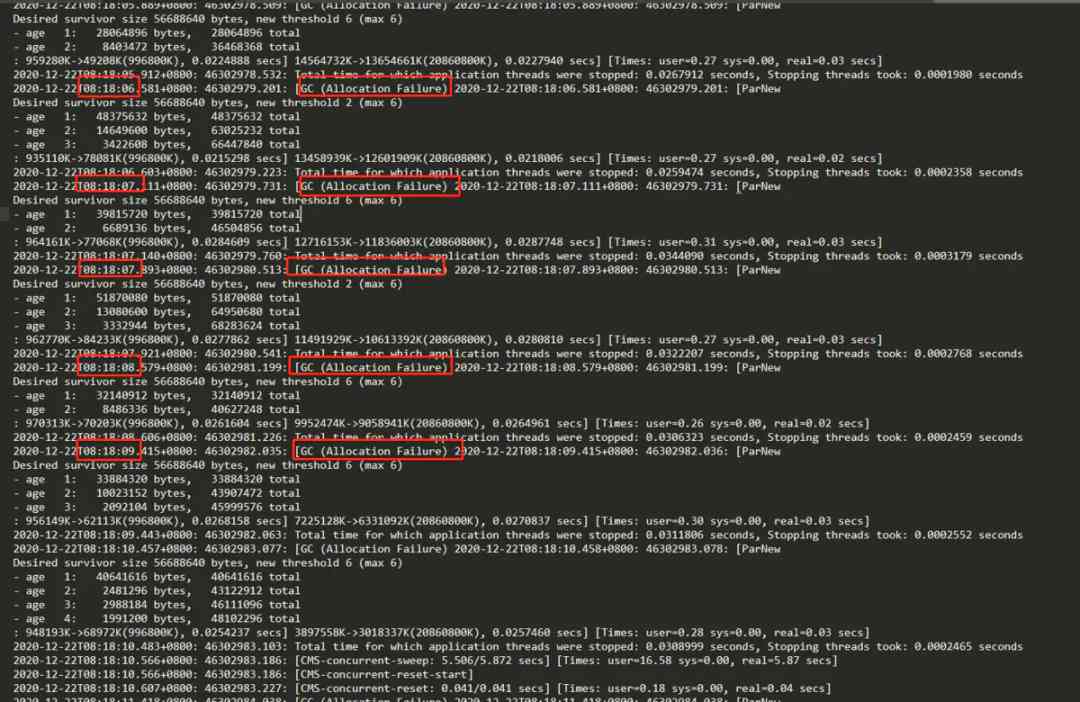 2020-12-22T08:18:05.889+0800: 46302978.509: [GC (Allocation Failure) 2020-12-22T08:18:05.889+0800: 46302978.509: [ParNew
Desired survivor size 56688640 bytes, new threshold 6 (max 6)
- age 1: 28064896 bytes, 28064896 total
- age 2: 8403472 bytes, 36468368 total
: 959280K->49208K(996800K), 0.0224888 secs] 14564732K->13654661K(20860800K), 0.0227940 secs] [Times: user=0.27 sys=0.00, real=0.03 secs]
2020-12-22T08:18:05.912+0800: 46302978.532: Total time for which application threads were stopped: 0.0267912 seconds, Stopping threads took: 0.0001980 seconds
2020-12-22T08:18:06.581+0800: 46302979.201: [GC (Allocation Failure) 2020-12-22T08:18:06.581+0800: 46302979.201: [ParNew
Desired survivor size 56688640 bytes, new threshold 2 (max 6)
- age 1: 48375632 bytes, 48375632 total
- age 2: 14649600 bytes, 63025232 total
- age 3: 3422608 bytes, 66447840 total
: 935110K->78081K(996800K), 0.0215298 secs] 13458939K->12601909K(20860800K), 0.0218006 secs] [Times: user=0.27 sys=0.00, real=0.02 secs]
2020-12-22T08:18:06.603+0800: 46302979.223: Total time for which application threads were stopped: 0.0259474 seconds, Stopping threads took: 0.0002358 seconds
2020-12-22T08:18:07.111+0800: 46302979.731: [GC (Allocation Failure) 2020-12-22T08:18:07.111+0800: 46302979.731: [ParNew
Desired survivor size 56688640 bytes, new threshold 6 (max 6)
- age 1: 39815720 bytes, 39815720 total
- age 2: 6689136 bytes, 46504856 total
: 964161K->77068K(996800K), 0.0284609 secs] 12716153K->11836003K(20860800K), 0.0287748 secs] [Times: user=0.31 sys=0.00, real=0.03 secs]
2020-12-22T08:18:07.140+0800: 46302979.760: Total time for which application threads were stopped: 0.0344090 seconds, Stopping threads took: 0.0003179 seconds
2020-12-22T08:18:07.893+0800: 46302980.513: [GC (Allocation Failure) 2020-12-22T08:18:07.893+0800: 46302980.513: [ParNew
Desired survivor size 56688640 bytes, new threshold 2 (max 6)
- age 1: 51870080 bytes, 51870080 total
- age 2: 13080600 bytes, 64950680 total
- age 3: 3332944 bytes, 68283624 total
: 962770K->84233K(996800K), 0.0277862 secs] 11491929K->10613392K(20860800K), 0.0280810 secs] [Times: user=0.27 sys=0.00, real=0.03 secs]
2020-12-22T08:18:07.921+0800: 46302980.541: Total time for which application threads were stopped: 0.0322207 seconds, Stopping threads took: 0.0002768 seconds
2020-12-22T08:18:08.579+0800: 46302981.199: [GC (Allocation Failure) 2020-12-22T08:18:08.579+0800: 46302981.199: [ParNew
Desired survivor size 56688640 bytes, new threshold 6 (max 6)
- age 1: 32140912 bytes, 32140912 total
- age 2: 8486336 bytes, 40627248 total
: 970313K->70203K(996800K), 0.0261604 secs] 9952474K->9058941K(20860800K), 0.0264961 secs] [Times: user=0.26 sys=0.00, real=0.02 secs]
2020-12-22T08:18:08.606+0800: 46302981.226: Total time for which application threads were stopped: 0.0306323 seconds, Stopping threads took: 0.0002459 seconds
2020-12-22T08:18:09.415+0800: 46302982.035: [GC (Allocation Failure) 2020-12-22T08:18:09.415+0800: 46302982.036: [ParNew
Desired survivor size 56688640 bytes, new threshold 6 (max 6)
- age 1: 33884320 bytes, 33884320 total
- age 2: 10023152 bytes, 43907472 total
- age 3: 2092104 bytes, 45999576 total
: 956149K->62113K(996800K), 0.0268158 secs] 7225128K->6331092K(20860800K), 0.0270837 secs] [Times: user=0.30 sys=0.00, real=0.03 secs]
2020-12-22T08:18:09.443+0800: 46302982.063: Total time for which application threads were stopped: 0.0311806 seconds, Stopping threads took: 0.0002552 seconds
2020-12-22T08:18:10.457+0800: 46302983.077: [GC (Allocation Failure) 2020-12-22T08:18:10.458+0800: 46302983.078: [ParNew
Desired survivor size 56688640 bytes, new threshold 6 (max 6)
- age 1: 40641616 bytes, 40641616 total
- age 2: 2481296 bytes, 43122912 total
- age 3: 2988184 bytes, 46111096 total
- age 4: 1991200 bytes, 48102296 total
: 948193K->68972K(996800K), 0.0254237 secs] 3897558K->3018337K(20860800K), 0.0257460 secs] [Times: user=0.28 sys=0.00, real=0.03 secs]
2020-12-22T08:18:10.483+0800: 46302983.103: Total time for which application threads were stopped: 0.0308999 seconds, Stopping threads took: 0.0002465 seconds
2020-12-22T08:18:10.566+0800: 46302983.186: [CMS-concurrent-sweep: 5.506/5.872 secs] [Times: user=16.58 sys=0.00, real=5.87 secs]
2020-12-22T08:18:10.566+0800: 46302983.186: [CMS-concurrent-reset-start]
2020-12-22T08:18:10.607+0800: 46302983.227: [CMS-concurrent-reset: 0.041/0.041 secs] [Times: user=0.18 sys=0.00, real=0.04 secs]